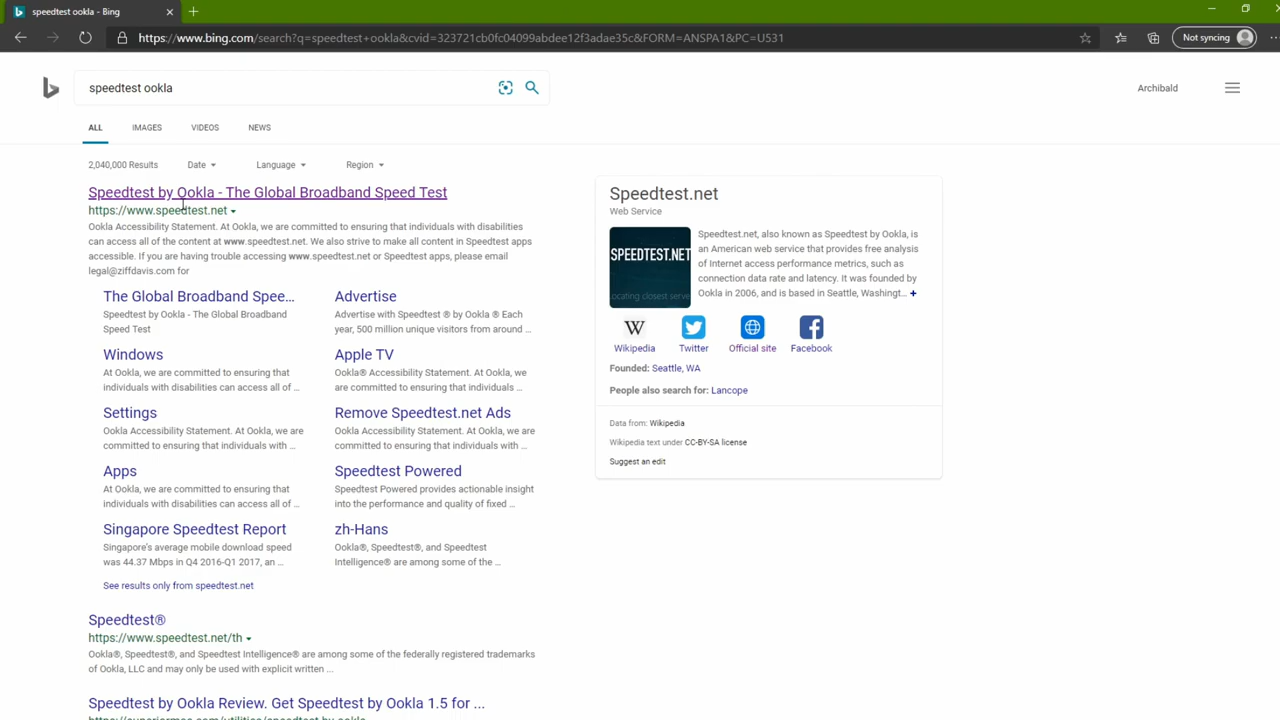 speedtest ookla - Bing
https://www.bing.com/search?q=speedtest+ookla&cvid=323721cb0fc04099abdee12f3adae35c&FORM=ANSPA1&PC=U531
Not syncing
speedtest ookla
Archibald
ALL IMAGES VIDEOS NEWS
2,040,000 Results Date Language Region
Speedtest by Ookla - The Global Broadband Speed Test
https://www.speedtest.net
Ookla Accessibility Statement. At Ookla, we are committed to ensuring that individuals with disabilities
can access all of the content at www.speedtest.net. We also strive to make all content in Speedtest apps
accessible. If you are having trouble accessing www.speedtest.net or Speedtest apps, please email
legal@ziffdavis.com for
The Global Broadband Spee...
Speedtest by Ookla - The Global Broadband
Speed Test
Advertise
Advertise with Speedtest ® by Ookla ® Each
year, 500 million unique visitors from around ...
Windows
At Ookla, we are committed to ensuring that
individuals with disabilities can access all of ...
Apple TV
Ookla® Accessibility Statement. At Ookla, we
are committed to ensuring that individuals ...
Settings
Ookla Accessibility Statement. At Ookla, we are
committed to ensuring that individuals with ...
Remove Speedtest.net Ads
Ookla Accessibility Statement. At Ookla, we are
committed to ensuring that individuals with ...
Apps
At Ookla, we are committed to ensuring that
individuals with disabilities can access all of ...
Speedtest Powered
Speedtest Powered provides actionable insight
into the performance and quality of fixed ...
Singapore Speedtest Report
Singapore's average mobile download speed
was 44.37 Mbps in Q4 2016-Q1 2017, an ...
zh-Hans
Ookla®, Speedtest®, and Speedtest
Intelligence® are among some of the ...
See results only from speedtest.net
Speedtest®
https://www.speedtest.net/th
Ookla®, Speedtest®, and Speedtest Intelligence® are among some of the federally registered trademarks
of Ookla, LLC and may only be used with explicit written ...
Speedtest by Ookla Review. Get Speedtest by Ookla 1.5 for ...
Speedtest.net
Web Service
SPEEDTEST.NET
ocating closest serve
Speedtest.net, also known as Speedtest by Ookla, is
an American web service that provides free analysis
of Internet access performance metrics, such as
connection data rate and latency. It was founded by
Ookla in 2006, and is based in Seattle, Washingt... +
W
Wikipedia Twitter Official site Facebook
Founded: Seattle, WA
People also search for: Lancope
Data from: Wikipedia
Wikipedia text under CC-BY-SA license
Suggest an edit